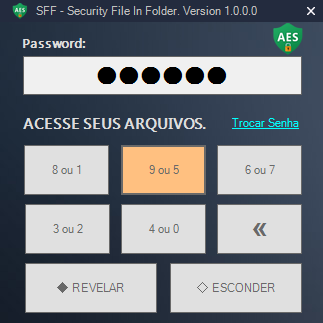 SFF - Security File In Folder. Version 1.0.0.0
AES
Password:
●●●●●●
ACESSE SEUS ARQUIVOS.
Trocar Senha
8 ou 1
9 ou 5
6 ou 7
3 ou 2
4 ou 0
«
◆ REVELAR
◇ ESCONDER